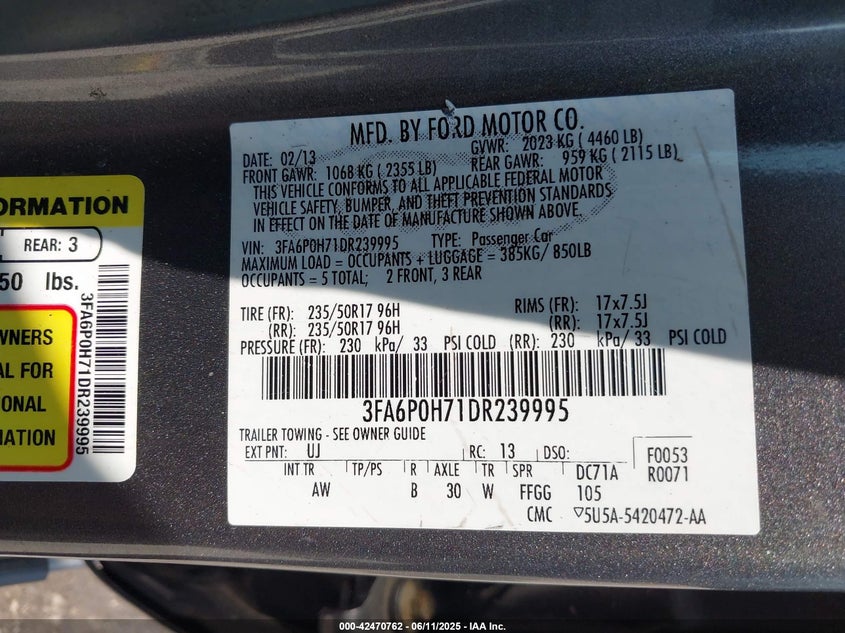 ORMATION
REAR: 3
50 lbs.
WNERS
AL FOR
ONAL
MATION
3FA6P0H71DR239995
MFD. BY FORD MOTOR CO.
DATE: 02/13 GVWR: 2023 KG ( 4460 LB)
FRONT GAWR: 1068 KG ( 2355 LB) REAR GAWR: 959 KG ( 2115 LB)
THIS VEHICLE CONFORMS TO ALL APPLICABLE FEDERAL MOTOR
VEHICLE SAFETY, BUMPER, AND THEFT PREVENTION STANDARDS
IN EFFECT ON THE DATE OF MANUFACTURE SHOWN ABOVE.
VIN: 3FA6P0H71DR239995 TYPE: Passenger Car
MAXIMUM LOAD = OCCUPANTS + LUGGAGE = 385KG/ 850LB
OCCUPANTS = 5 TOTAL; 2 FRONT, 3 REAR
TIRE (FR): 235/50R17 96H RIMS (FR): 17x7.5J
(RR): 235/50R17 96H (RR): 17x7.5J
PRESSURE (FR): 230 kPa/ 33 PSI COLD (RR): 230 kPa/ 33 PSI COLD
3FA6P0H71DR239995
TRAILER TOWING - SEE OWNER GUIDE
EXT PNT: UJ RC: 13 DSO: F0053
INT TR TP/PS R AXLE TR SPR DC71A R0071
AW B 30 W FFGG 105
CMC ▽5U5A-5420472-AA
000-42470762 - 06/11/2025 - IAA Inc.